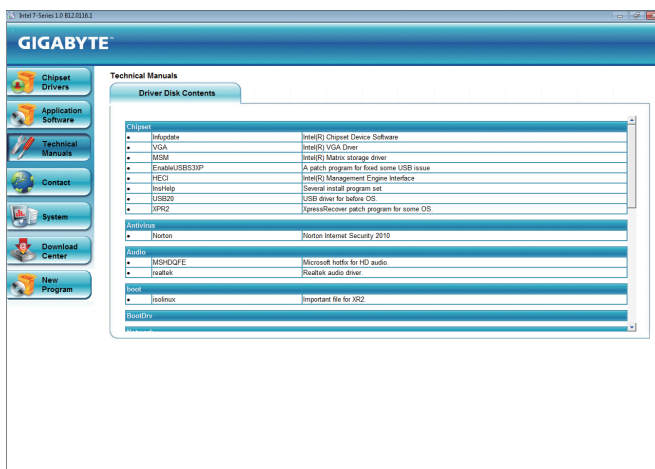 Intel 7-Series 1.0 B12.0116.1
GIGABYTE™
Chipset
Drivers
Application
Software
Technical
Manuals
Contact
System
Download
Center
New
Program
Technical Manuals
Driver Disk Contents
Chipset
• Infupdate Intel(R) Chipset Device Software
• VGA Intel(R) VGA Driver
• MSM Intel(R) Matrix storage driver
• EnableUSBS3XP A patch program for fixed some USB issue
• HECI Intel(R) Management Engine Interface
• InsHelp Several install program set
• USB20 USB driver for before OS.
• XPR2 XpressRecover patch program for some OS
Antivirus
• Norton Norton Internet Security 2010
Audio
• MSHDQFE Microsoft hotfix for HD audio.
• realtek Realtek audio driver.
boot
• isolinux Important file for XR2.
BootDrv